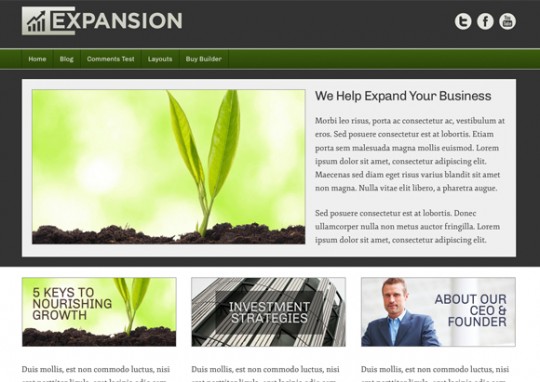 EXPANSION
Home Blog Comments Test Layouts Buy Builder
We Help Expand Your Business
Morbi leo risus, porta ac consectetur ac, vestibulum at
eros. Sed posuere consectetur est at lobortis. Etiam
porta sem malesuada magna mollis euismod. Lorem
ipsum dolor sit amet, consectetur adipiscing elit.
Maecenas sed diam eget risus varius blandit sit amet
non magna. Nulla vitae elit libero, a pharetra augue.
Sed posuere consectetur est at lobortis. Donec
ullamcorper nulla non metus auctor fringilla. Lorem
ipsum dolor sit amet, consectetur adipiscing elit.
5 KEYS TO
NOURISHING
GROWTH
INVESTMENT
STRATEGIES
ABOUT OUR
CEO &
FOUNDER
Duis mollis, est non commodo luctus, nisi
Duis mollis, est non commodo luctus, nisi
Duis mollis, est non commodo luctus, nisi